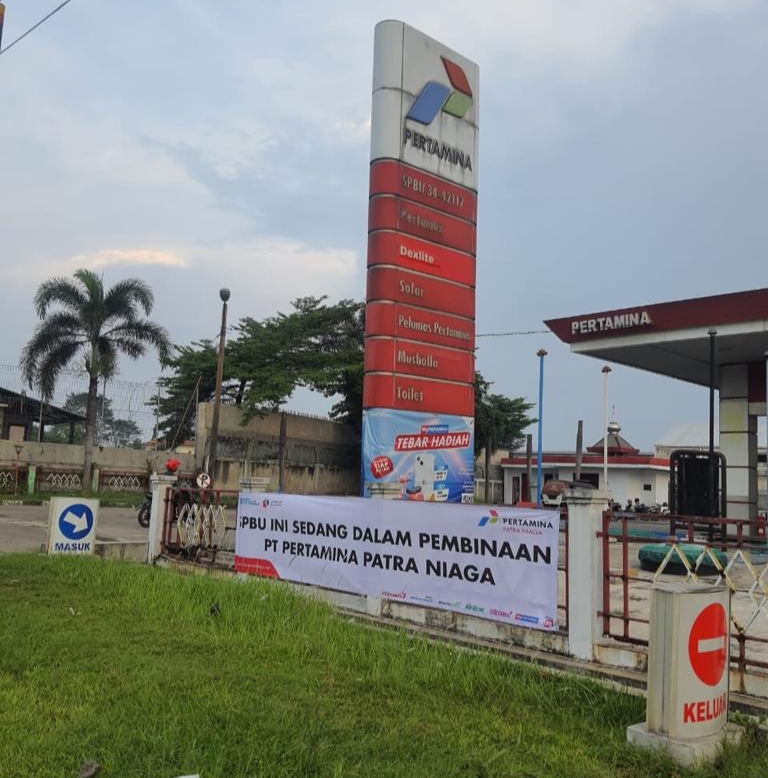 PERTAMINA
SPBU 34-42117
Pertamax
Dexlite
Solar
Pelumas Pertamina
Musholla
Toilet
TEBAR HADIAH
PERTAMINA
MASUK
P
PERTAMINA
PATRA NIAGA
SPBU INI SEDANG DALAM PEMBINAAN
PT PERTAMINA PATRA NIAGA
KELUAR